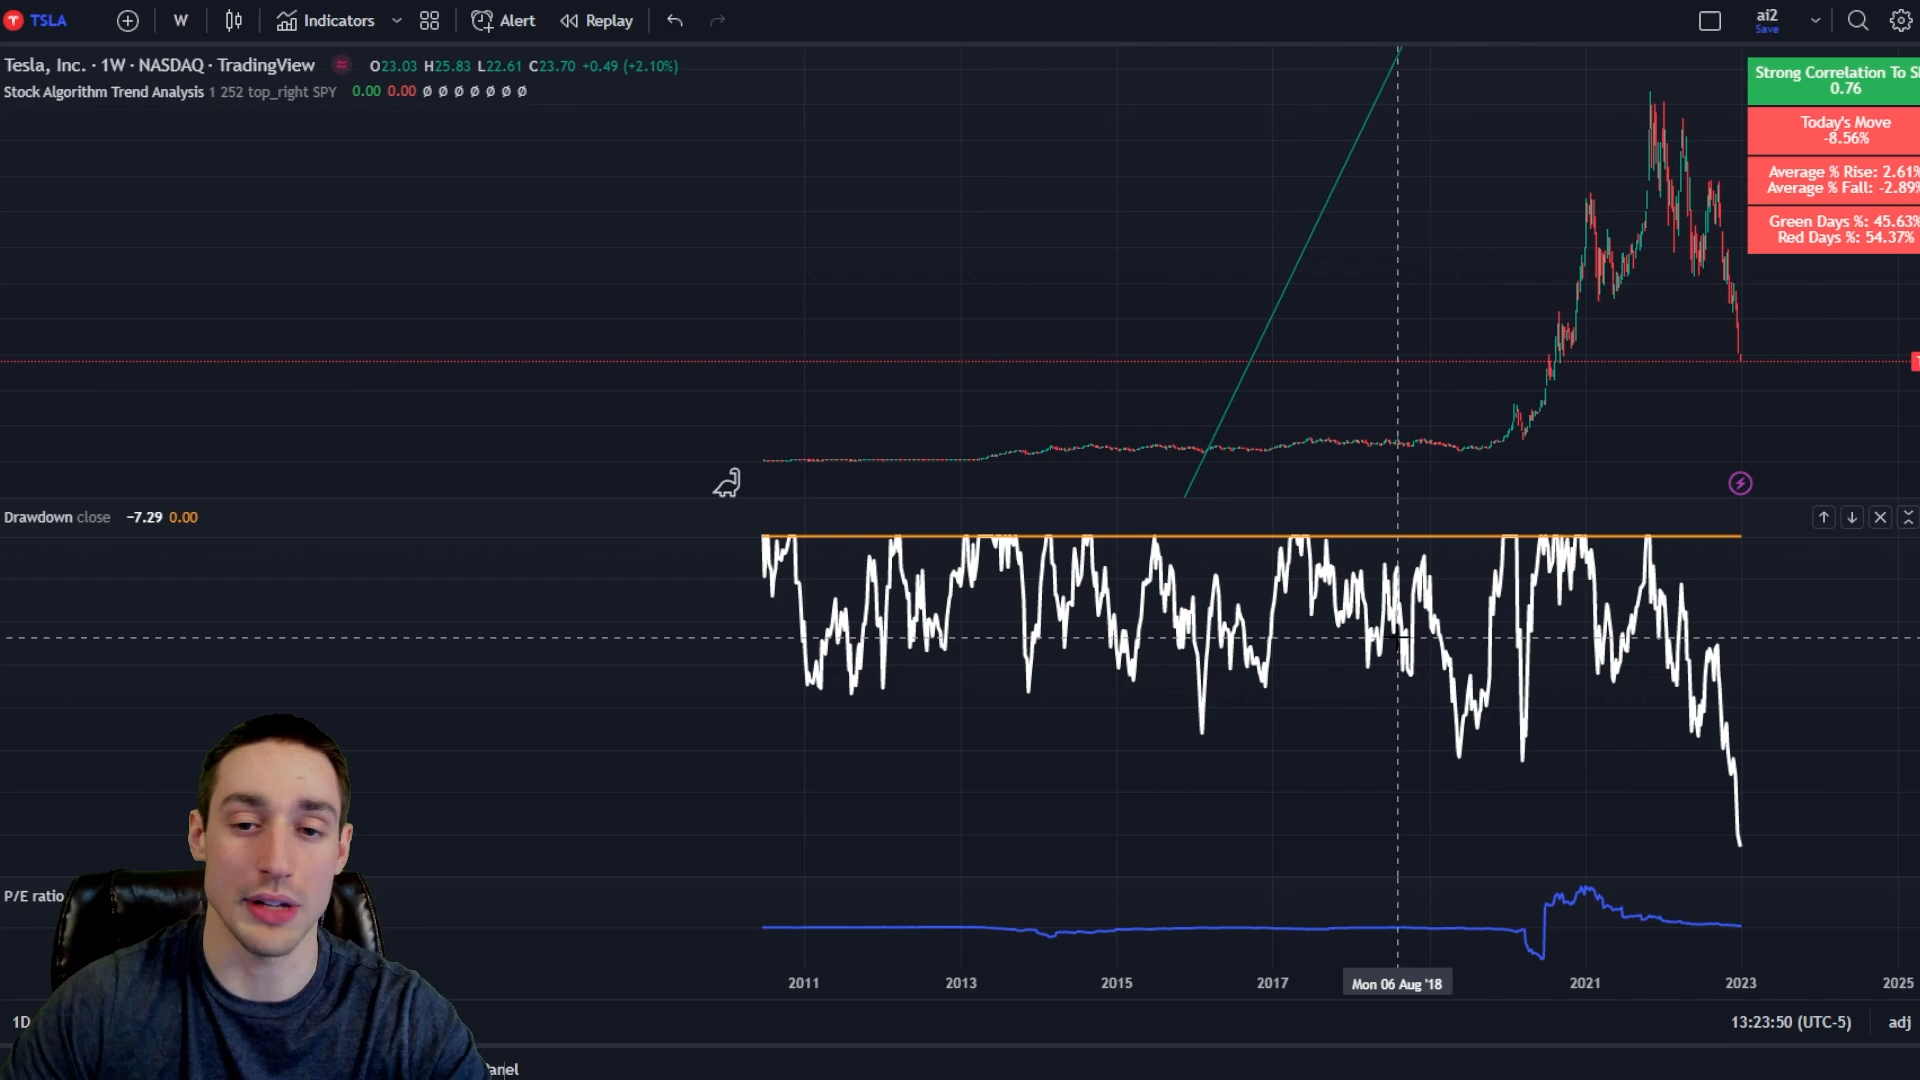 TSLA
W
Indicators
Alert
Replay
ai2
Save
Tesla, Inc. · 1W · NASDAQ · TradingView
O23.03 H25.83 L22.61 C23.70 +0.49 (+2.10%)
Stock Algorithm Trend Analysis 1 252 top_right SPY 0.00 0.00 Ø Ø Ø Ø Ø Ø Ø
Strong Correlation To
0.76
Today's Move
-8.56%
Average % Rise: 2.61%
Average % Fall: -2.89%
Green Days %: 45.63%
Red Days %: 54.37%
Drawdown close −7.29 0.00
P/E ratio
2011
2013
2015
2017
Mon 06 Aug '18
2021
2023
2025
1D
13:23:50 (UTC-5)
adj